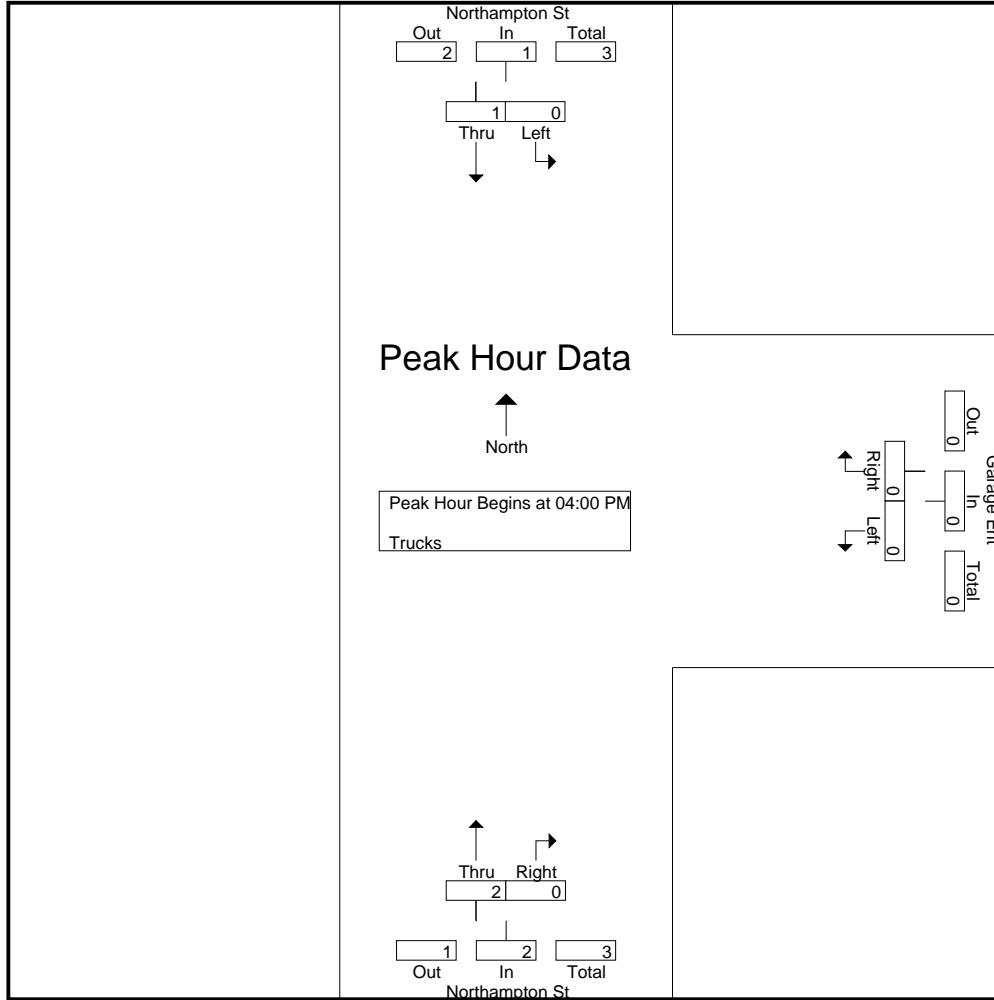 Northampton St
Out In Total
2 1 3
1 0
Thru Left
Peak Hour Data
North
Peak Hour Begins at 04:00 PM
Trucks
Out In Total
0 0 0
Right Left
0 0
Garage Ent
Thru Right
2 0
1 2 3
Out In Total
Northampton St